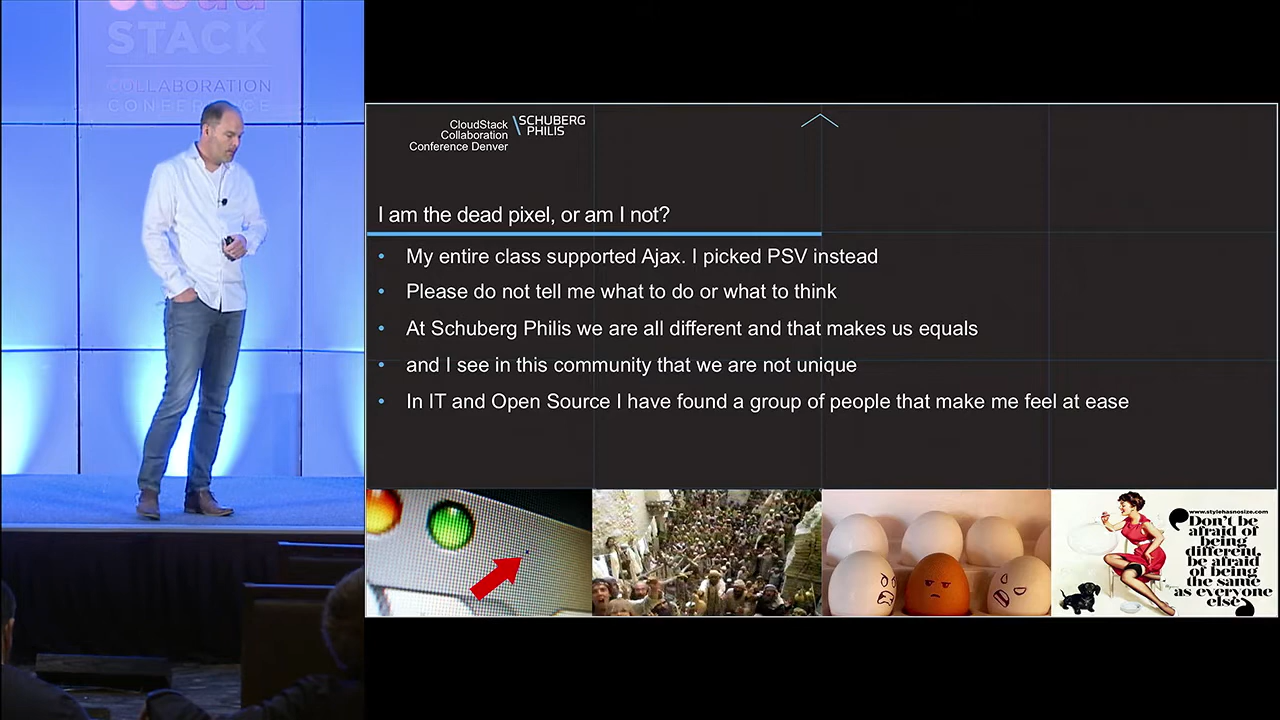 STACK
COLLABORATION
CONFERENCE
CloudStack
Collaboration
Conference Denver
SCHUBERG
PHILIS
I am the dead pixel, or am I not?
• My entire class supported Ajax. I picked PSV instead
• Please do not tell me what to do or what to think
• At Schuberg Philis we are all different and that makes us equals
• and I see in this community that we are not unique
• In IT and Open Source I have found a group of people that make me feel at ease
www.stylehasnosize.com
Don't be
afraid of
being
different,
be afraid
of being
the same
as everyone
else